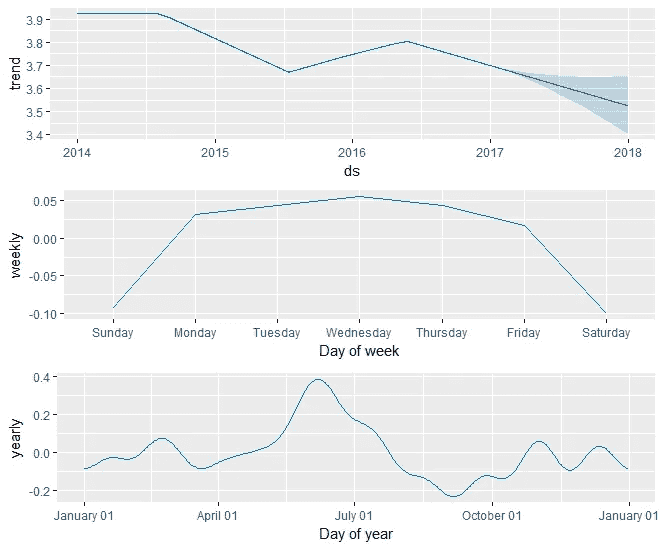 trend
3.9
3.8
3.7
3.6
3.5
3.4
2014 2015 2016 2017 2018
ds
weekly
0.05
0.00
-0.05
-0.10
Sunday Monday Tuesday Wednesday Thursday Friday Saturday
Day of week
yearly
0.4
0.2
0.0
-0.2
January 01 April 01 July 01 October 01 January 01
Day of year